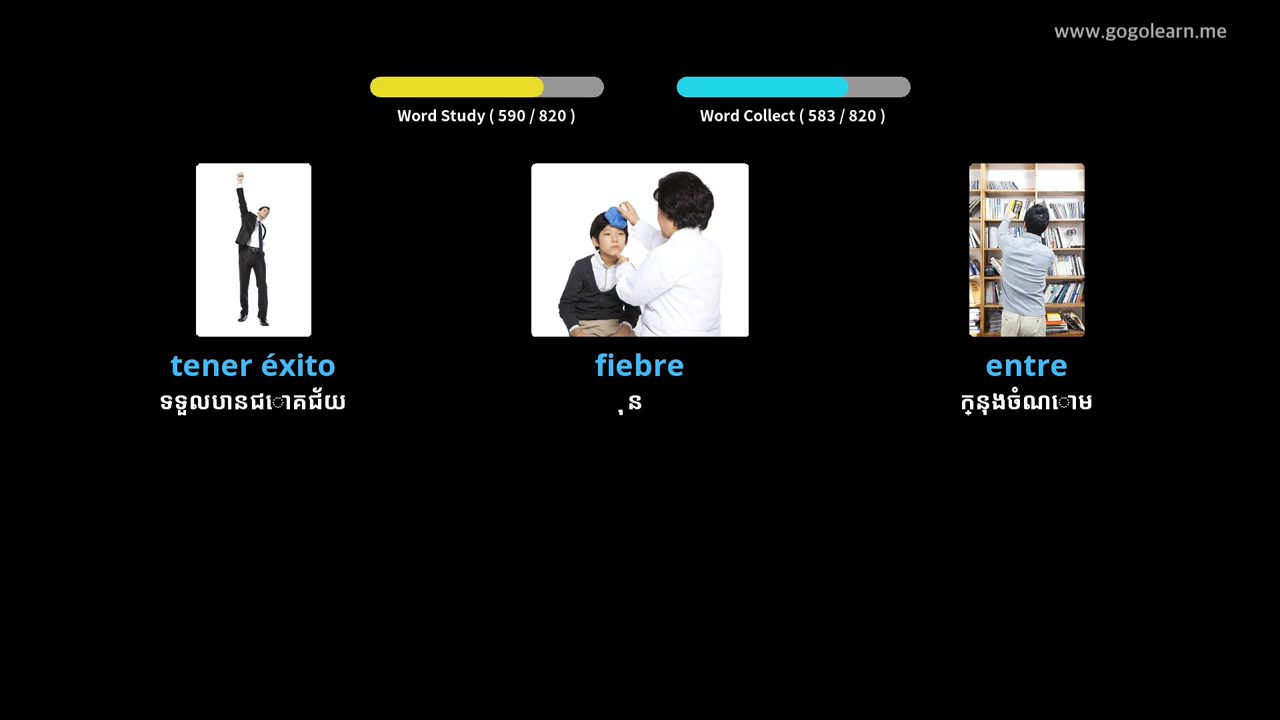 www.gogolearn.me
Word Study ( 590 / 820 )
Word Collect ( 583 / 820 )
tener éxito
fiebre
entre
ទទួលបានជោគជ័យ
ក្នុងចំណោម